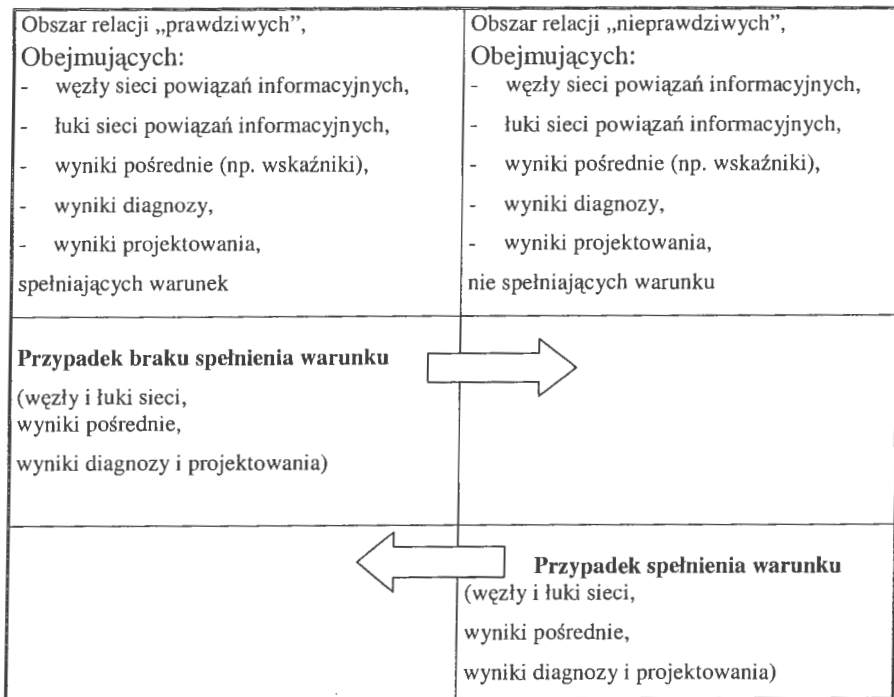 Obszar relacji „prawdziwych”,
Obejmujących:
- węzły sieci powiązań informacyjnych,
- łuki sieci powiązań informacyjnych,
- wyniki pośrednie (np. wskaźniki),
- wyniki diagnozy,
- wyniki projektowania,
spełniających warunek
Obszar relacji „nieprawdziwych”,
Obejmujących:
- węzły sieci powiązań informacyjnych,
- łuki sieci powiązań informacyjnych,
- wyniki pośrednie (np. wskaźniki),
- wyniki diagnozy,
- wyniki projektowania,
nie spełniających warunku
Przypadek braku spełnienia warunku
(węzły i łuki sieci,
wyniki pośrednie,
wyniki diagnozy i projektowania)
Przypadek spełnienia warunku
(węzły i łuki sieci,
wyniki pośrednie,
wyniki diagnozy i projektowania)